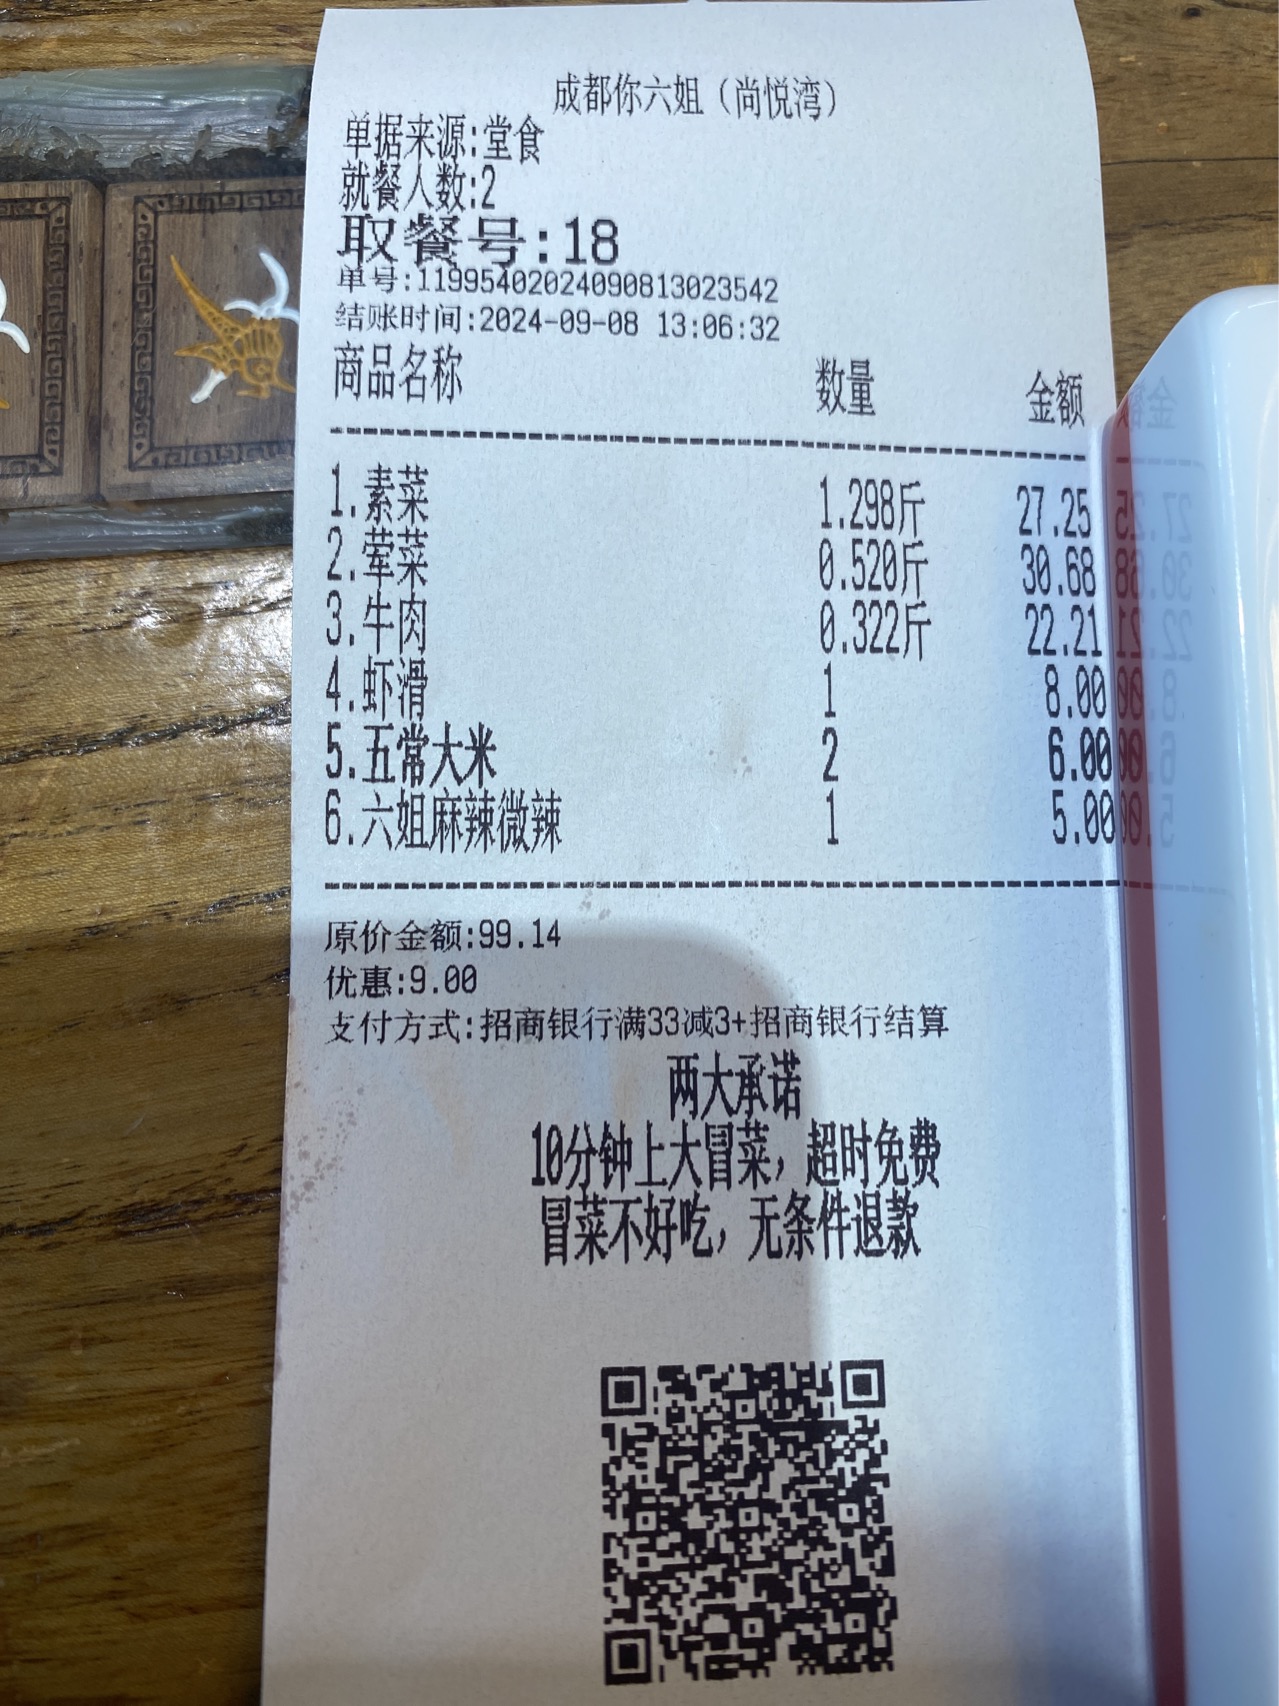 成都你六姐（尚悦湾）
单据来源:堂食
就餐人数:2
取餐号:18
单号:11995402024090813023542
结账时间:2024-09-08 13:06:32
商品名称 数量 金额
1.素菜 1.298斤 27.25
2.荤菜 0.520斤 30.68
3.牛肉 0.322斤 22.21
4.虾滑 1 8.00
5.五常大米 2 6.00
6.六姐麻辣微辣 1 5.00
原价金额:99.14
优惠:9.00
支付方式:招商银行满33减3+招商银行结算
两大承诺
10分钟上大冒菜，超时免费
冒菜不好吃，无条件退款